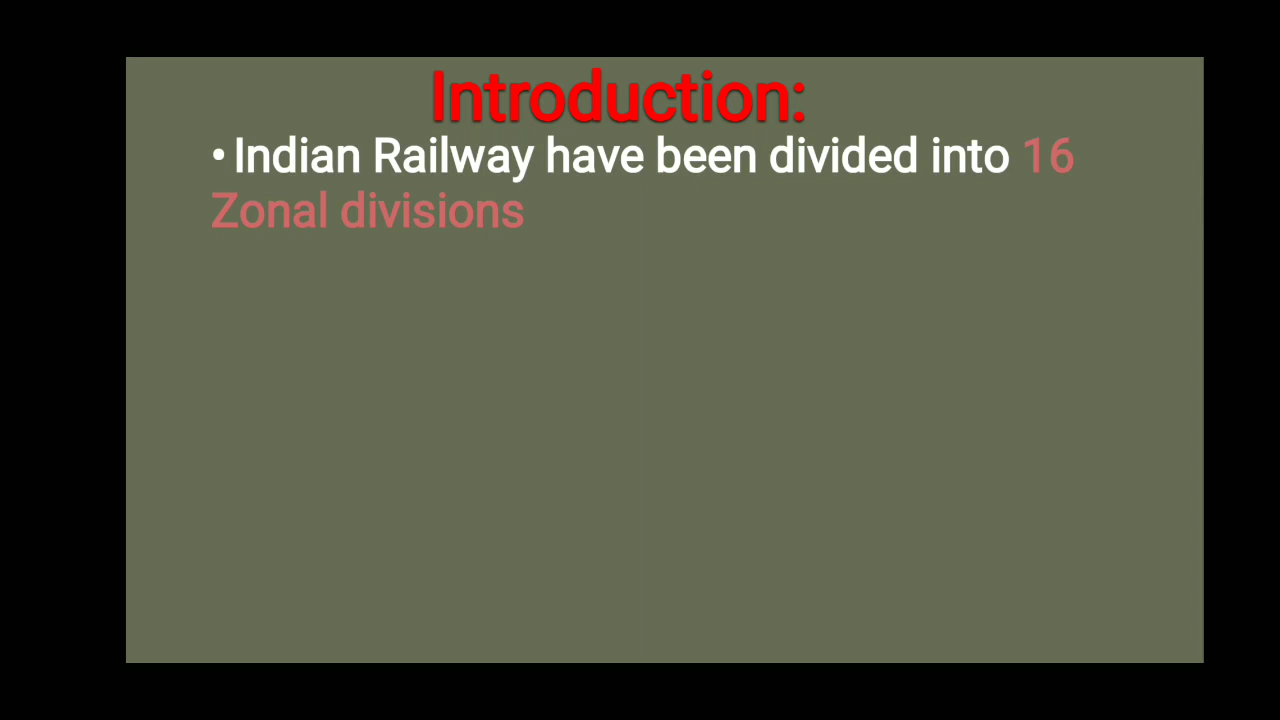 Introduction:
• Indian Railway have been divided into 16
Zonal divisions